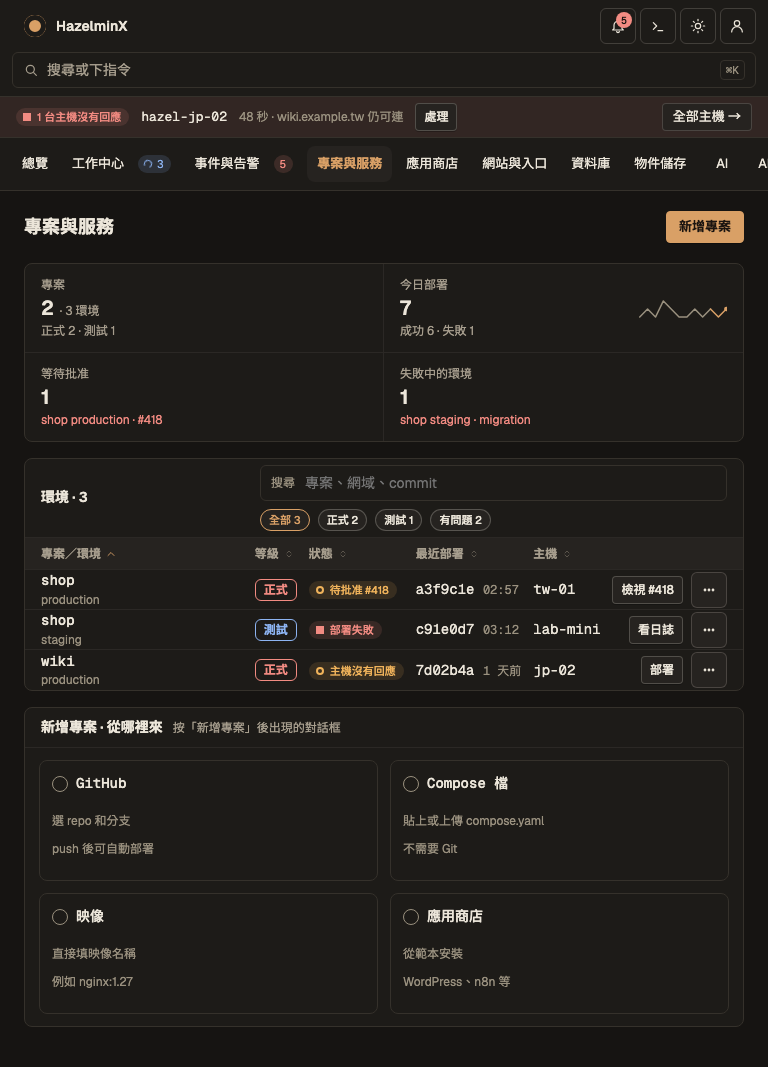 HazelminX
5
搜尋或下指令
⌘K
1 台主機沒有回應 hazel-jp-02 48 秒 · wiki.example.tw 仍可連 處理 全部主機 →
總覽 工作中心 3 事件與告警 5 專案與服務 應用商店 網站與入口 資料庫 物件儲存 AI
專案與服務 新增專案
專案
2 · 3 環境
正式 2 · 測試 1
今日部署
7
成功 6 · 失敗 1
等待批准
1
shop production · #418
失敗中的環境
1
shop staging · migration
環境 · 3
搜尋 專案、網域、commit
全部 3 正式 2 測試 1 有問題 2
專案／環境 等級 狀態 最近部署 主機
shop
production
正式 待批准 #418 a3f9c1e 02:57 tw-01 檢視 #418
shop
staging
測試 部署失敗 c91e0d7 03:12 lab-mini 看日誌
wiki
production
正式 主機沒有回應 7d02b4a 1 天前 jp-02 部署
新增專案 · 從哪裡來 按「新增專案」後出現的對話框
GitHub
選 repo 和分支
push 後可自動部署
Compose 檔
貼上或上傳 compose.yaml
不需要 Git
映像
直接填映像名稱
例如 nginx:1.27
應用商店
從範本安裝
WordPress、n8n 等